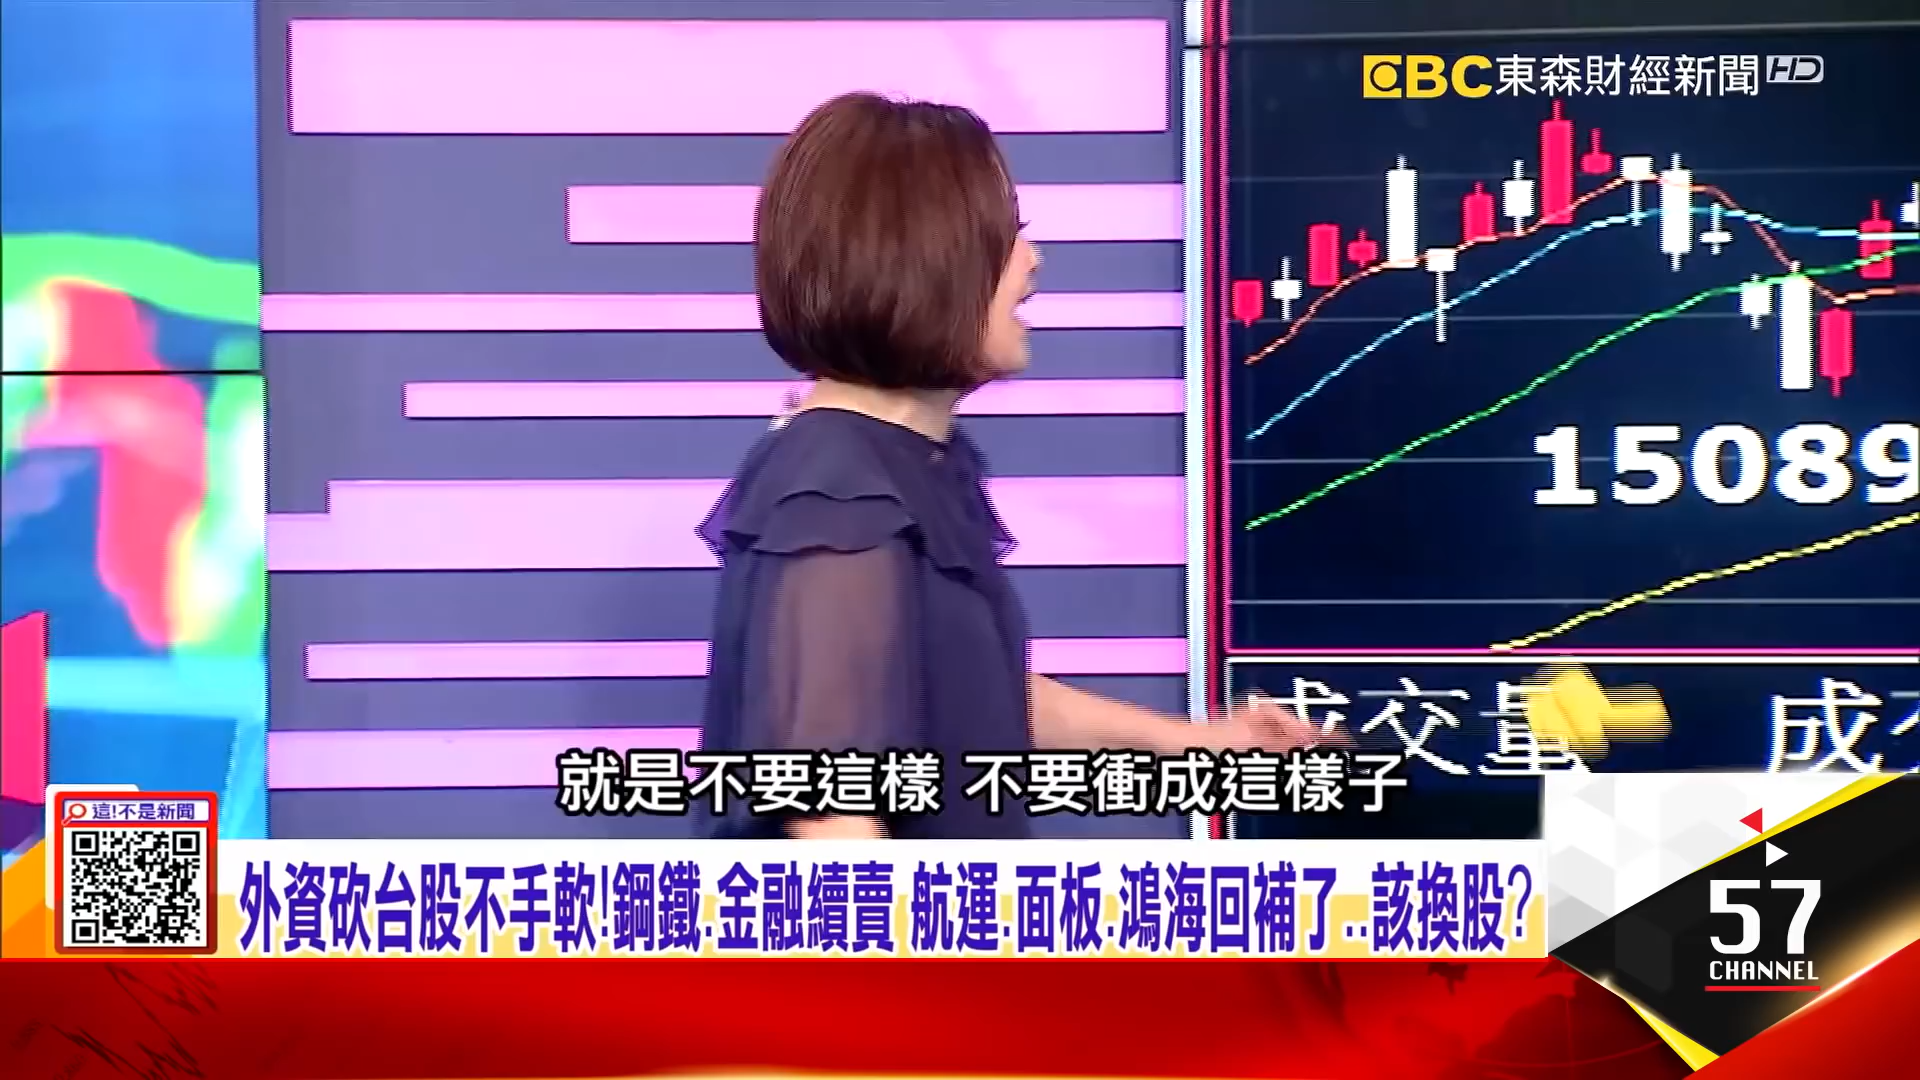 EBC東森財經新聞HD
15089
成交量
成
就是不要這樣 不要衝成這樣子
這!不是新聞
外資砍台股不手軟!鋼鐵.金融續賣 航運.面板.鴻海回補了..該換股?
57
CHANNEL